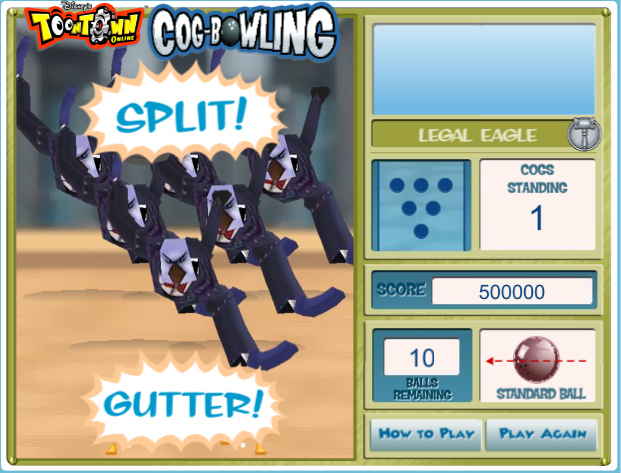 Disney's
TOONTOWN
ONLINE
COG-BOWLING
SPLIT!
LEGAL EAGLE
COGS
STANDING
1
SCORE
500000
10
BALLS
REMAINING
STANDARD BALL
GUTTER!
HOW TO PLAY
PLAY AGAIN